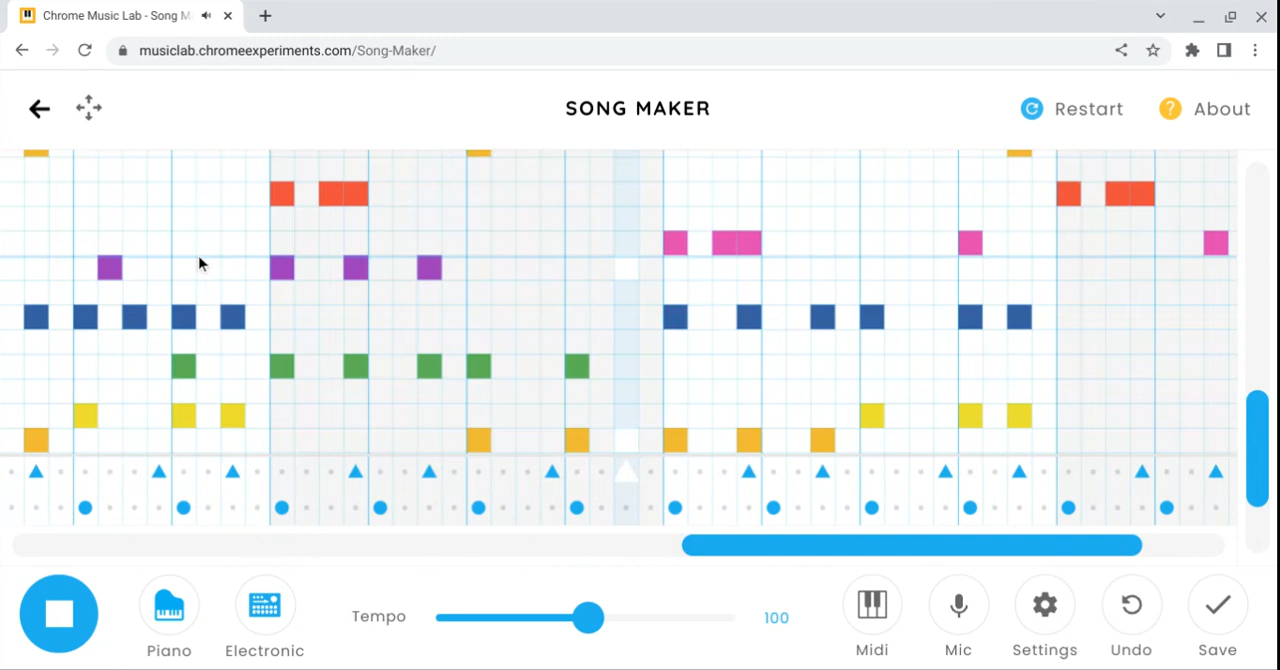 Chrome Music Lab - Song M
musiclab.chromeexperiments.com/Song-Maker/
SONG MAKER
Restart
? About
Tempo
100
Piano
Electronic
Midi
Mic
Settings
Undo
Save